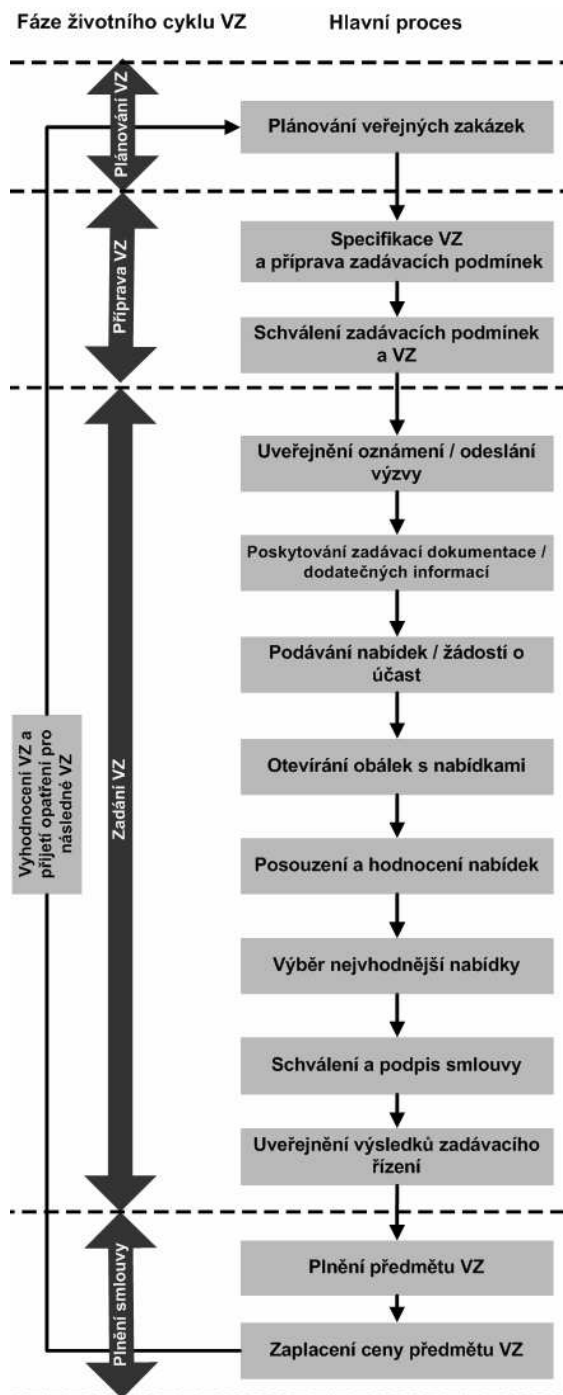 Fáze životního cyklu VZ
Hlavní proces
Plánování VZ
Plánování veřejných zakázek
Příprava VZ
Specifikace VZ
a příprava zadávacích podmínek
Schválení zadávacích podmínek
a VZ
Zadání VZ
Uveřejnění oznámení / odeslání
výzvy
Poskytování zadávací dokumentace /
dodatečných informací
Podávání nabídek / žádostí o
účast
Otevírání obálek s nabídkami
Vyhodnocení VZ a
přijetí opatření pro
následné VZ
Posouzení a hodnocení nabídek
Výběr nejvhodnější nabídky
Schválení a podpis smlouvy
Uveřejnění výsledků zadávacího
řízení
Plnění smlouvy
Plnění předmětu VZ
Zaplacení ceny předmětu VZ